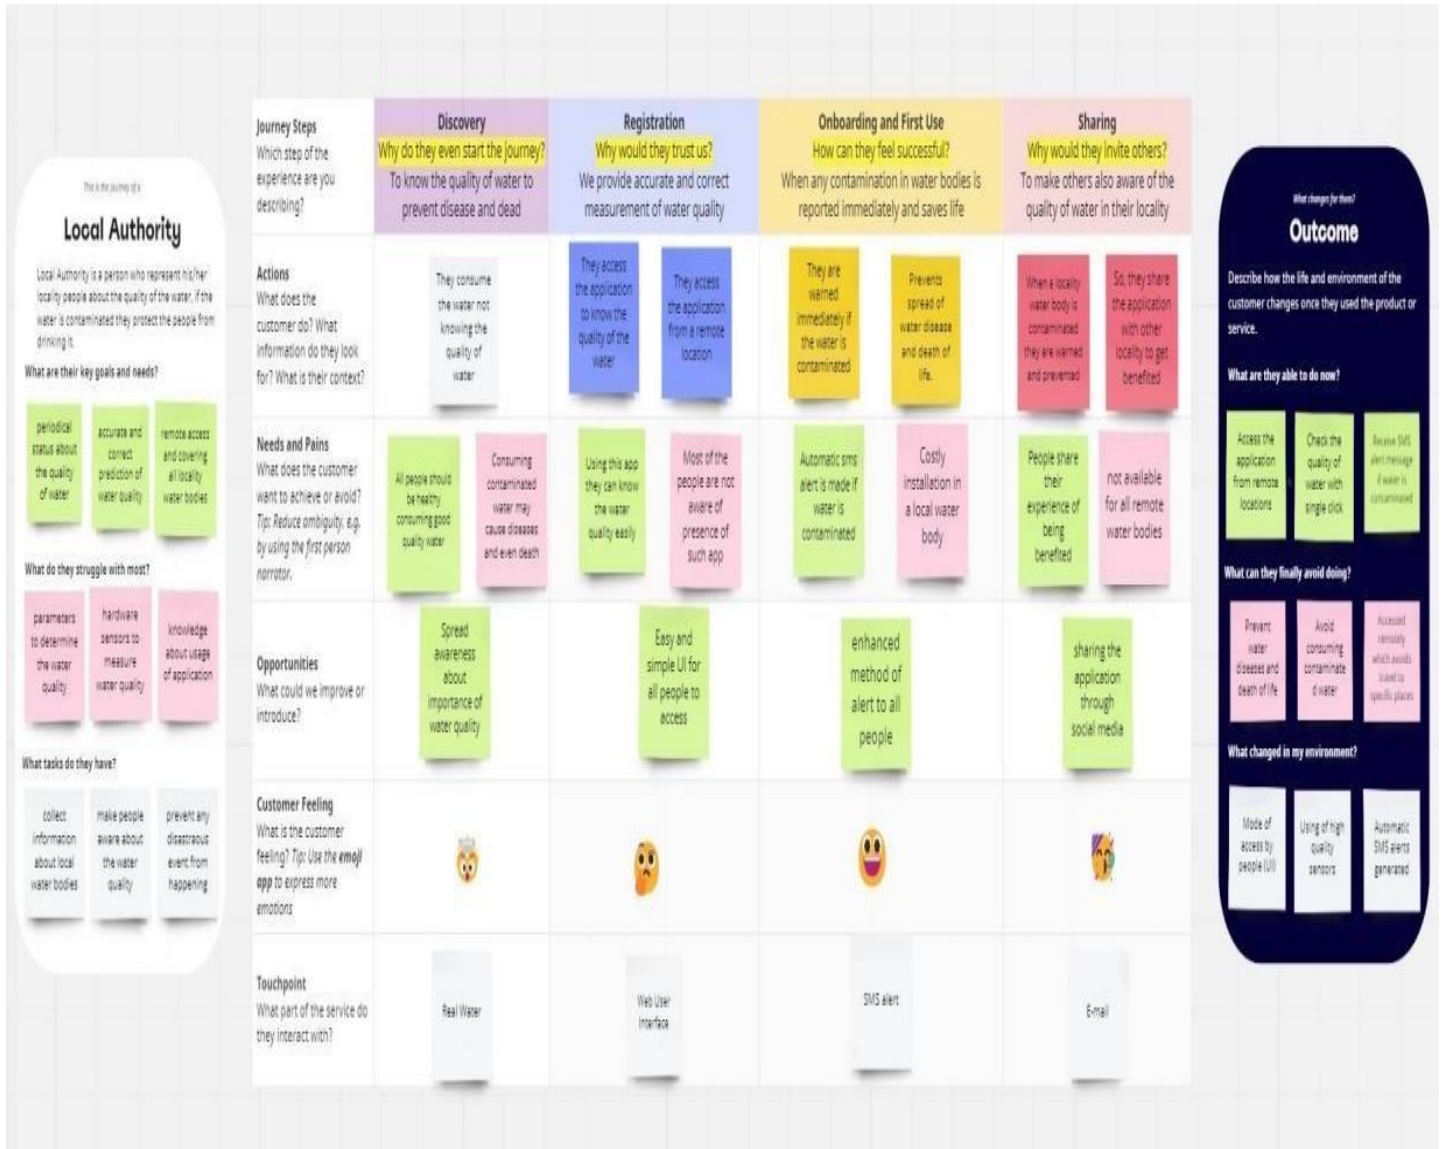 This is the journey of a
Local Authority
Local Authority is a person who represent his/her
locality people about the quality of the water, if the
water is contaminated they protect the people from
drinking it.
What are their key goals and needs?
periodical
status about
the quality
of water
accurate and
correct
prediction of
water quality
remote access
and covering
all locality
water bodies
What do they struggle with most?
parameters
to determine
the water
quality
hardware
sensors to
measure
water quality
knowledge
about usage
of application
What tasks do they have?
collect
information
about local
water bodies
make people
aware about
the water
quality
prevent any
disastraous
event from
happening
Journey Steps
Which step of the
experience are you
describing?
Discovery
Why do they even start the journey?
To know the quality of water to
prevent disease and dead
Registration
Why would they trust us?
We provide accurate and correct
measurement of water quality
Onboarding and First Use
How can they feel successful?
When any contamination in water bodies is
reported immediately and saves life
Sharing
Why would they invite others?
To make others also aware of the
quality of water in their locality
Actions
What does the
customer do? What
information do they look
for? What is their context?
They consume
the water not
knowing the
quality of
water
They access
the application
to know the
quality of the
water
They access
the application
from a remote
location
They are
warned
immediately if
the water is
contaminated
Prevents
spread of
water disease
and death of
life.
When a locality
water body is
contaminated
they are warned
and prevented
So, they share
the application
with other
locality to get
benefited
Needs and Pains
What does the customer
want to achieve or avoid?
Tip: Reduce ambiguity, e.g.
by using the first person
narrator.
All people should
be healthy
consuming good
quality water
Consuming
contaminated
water may
cause diseases
and even death
Using this app
they can know
the water
quality easily
Most of the
people are not
aware of
presence of
such app
Automatic sms
alert is made if
water is
contaminated
Costly
installation in
a local water
body
People share
their
experience of
being
benefited
not available
for all remote
water bodies
Opportunities
What could we improve or
introduce?
Spread
awareness
about
importance of
water quality
Easy and
simple UI for
all people to
access
enhanced
method of
alert to all
people
sharing the
application
through
social media
Customer Feeling
What is the customer
feeling? Tip: Use the emoji
app to express more
emotions
Touchpoint
What part of the service do
they interact with?
Real Water
Web User
Interface
SMS alert
E-mail
What changes for them?
Outcome
Describe how the life and environment of the
customer changes once they used the product or
service.
What are they able to do now?
Access the
application
from remote
locations
Check the
quality of
water with
single click
Receive SMS
alert message
if water is
contaminated
What can they finally avoid doing?
Prevent
water
diseases and
death of life
Avoid
consuming
contaminate
d water
Accessed
remotely
which avoids
travel to
specific places
What changed in my environment?
Mode of
access by
people (UI)
Using of high
quality
sensors
Automatic
SMS alerts
generated